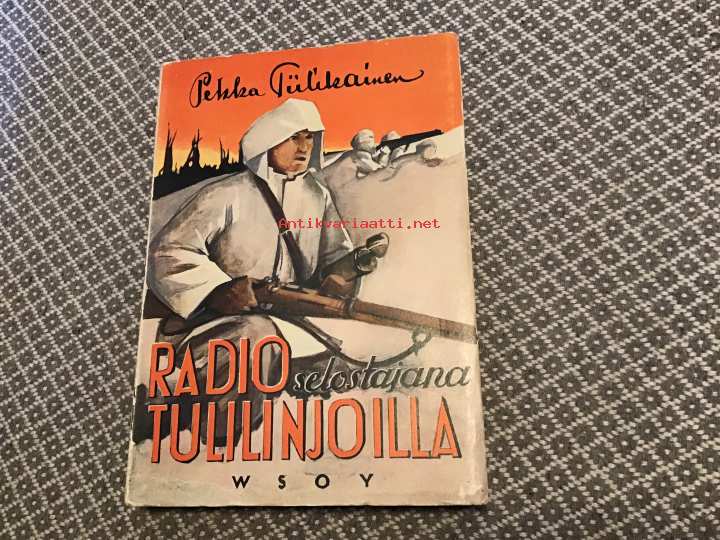 Pekka Tiilikainen
Antikvariaatti.net
RADIO selostajana
TULILINJOILLA
WSOY